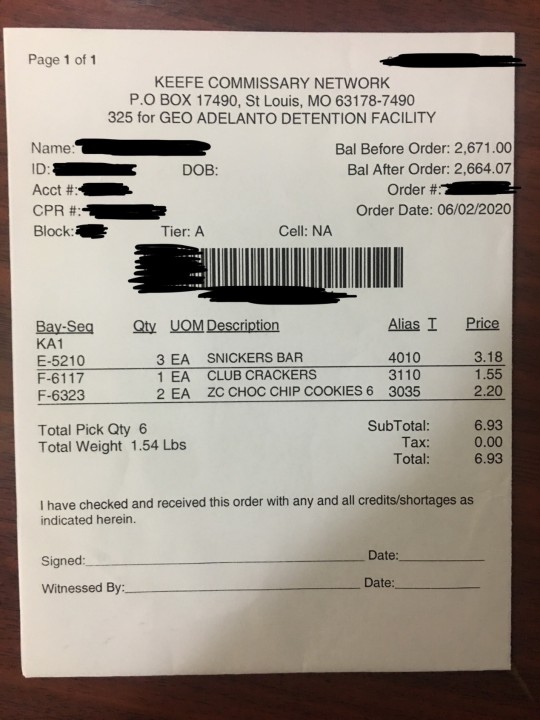 Page 1 of 1
KEEFE COMMISSARY NETWORK
P.O BOX 17490, St Louis, MO 63178-7490
325 for GEO ADELANTO DETENTION FACILITY
Name: Bal Before Order: 2,671.00
ID: DOB: Bal After Order: 2,664.07
Acct #: Order #:
CPR #: Order Date: 06/02/2020
Block: Tier: A Cell: NA
Bay-Seq Qty UOM Description Alias T Price
KA1
E-5210 3 EA SNICKERS BAR 4010 3.18
F-6117 1 EA CLUB CRACKERS 3110 1.55
F-6323 2 EA ZC CHOC CHIP COOKIES 6 3035 2.20
Total Pick Qty 6 SubTotal: 6.93
Total Weight 1.54 Lbs Tax: 0.00
Total: 6.93
I have checked and received this order with any and all credits/shortages as
indicated herein.
Signed: Date:
Witnessed By: Date: